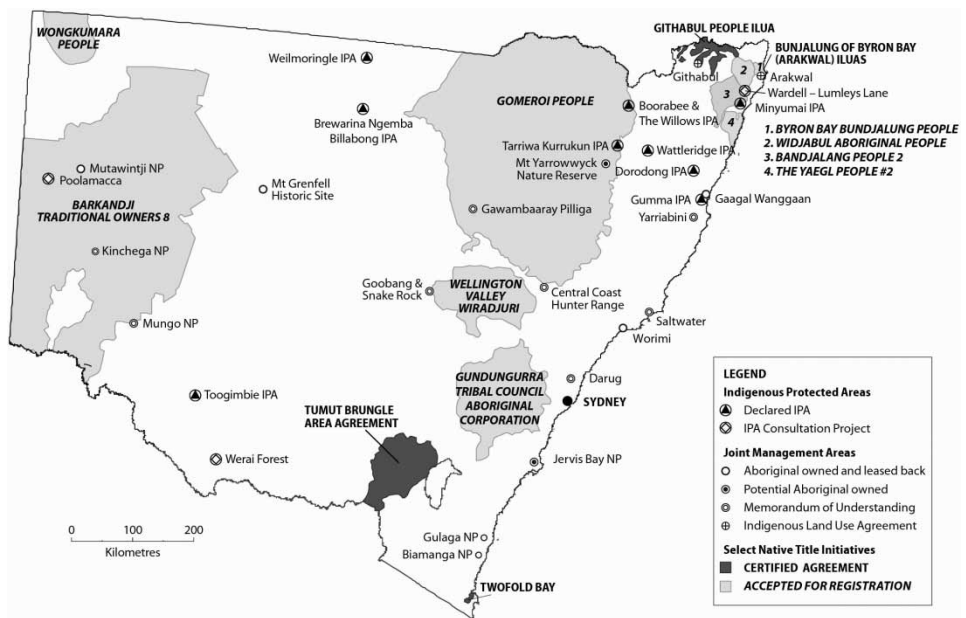 WONGKUMARA
PEOPLE
Weilmoringle IPA
Brewarina Ngemba
Billabong IPA
GOMEROI PEOPLE
GITHABUL PEOPLE ILUA
BUNJALUNG OF BYRON BAY
(ARAKWAL) ILUAS
Githabul
2
1
Arakwal
Wardell – Lumleys Lane
3
Minyumai IPA
4
Boorabee &
The Willows IPA
1. BYRON BAY BUNDJALUNG PEOPLE
2. WIDJABUL ABORIGINAL PEOPLE
3. BANDJALANG PEOPLE 2
4. THE YAEGL PEOPLE #2
Tarriwa Kurrukun IPA
Wattleridge IPA
Mt Yarrowwyck
Nature Reserve
Dorodong IPA
Mutawintji NP
Poolamacca
Mt Grenfell
Historic Site
BARKANDJI
TRADITIONAL OWNERS 8
Gawambaaray Pilliga
Gumma IPA
Gaagal Wanggaan
Yarriabini
Kinchega NP
Goobang &
Snake Rock
WELLINGTON
VALLEY
WIRADJURI
Central Coast
Hunter Range
Mungo NP
Saltwater
Worimi
GUNDUNGURRA
TRIBAL COUNCIL
ABORIGINAL
CORPORATION
Darug
SYDNEY
Toogimbie IPA
TUMUT BRUNGLE
AREA AGREEMENT
Werai Forest
Jervis Bay NP
Gulaga NP
Biamanga NP
TWOFOLD BAY
0 100 200
Kilometres
LEGEND
Indigenous Protected Areas
Declared IPA
IPA Consultation Project
Joint Management Areas
Aboriginal owned and leased back
Potential Aboriginal owned
Memorandum of Understanding
Indigenous Land Use Agreement
Select Native Title Initiatives
CERTIFIED AGREEMENT
ACCEPTED FOR REGISTRATION